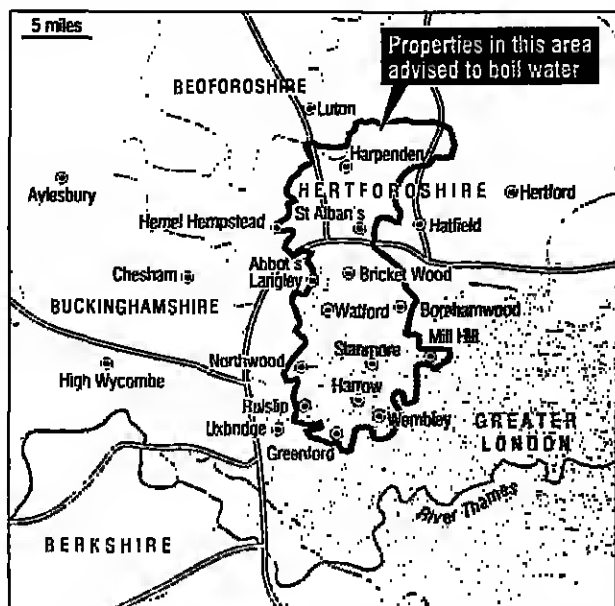 5 miles
Properties in this area
advised to boil water
BEOFOROSHIRE
Luton
Harpenden
Aylesbury
HERTFOROSHIRE
Hertford
St Alban's
Hemel Hempstead
Hatfield
Abbot's
Langley
Chesham
Bricket Wood
BUCKINGHAMSHIRE
Watford
Borehamwood
Mill Hill
Stanmore
Northwood
High Wycombe
Harrow
Ruislip
Wembley
Uxbridge
GREATER
LONDON
Greenford
River Thames
BERKSHIRE